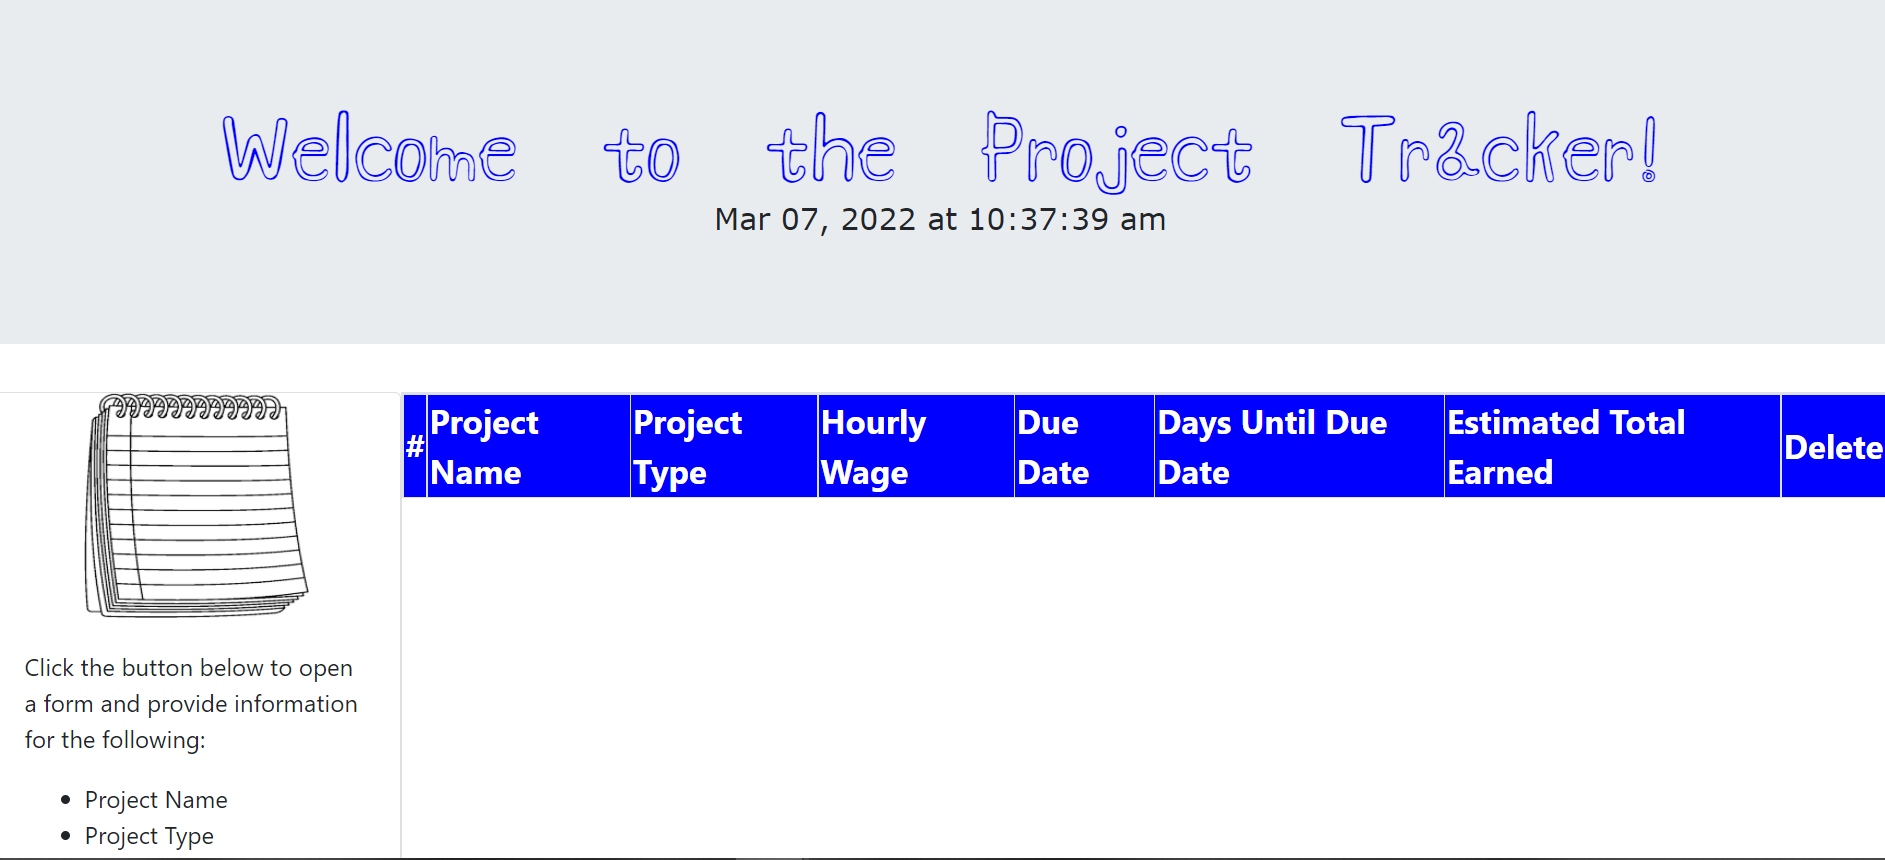 Welcome to the Project Tracker!
Mar 07, 2022 at 10:37:39 am
# Project Name Project Type Hourly Wage Due Date Days Until Due Date Estimated Total Earned Delete
Click the button below to open
a form and provide information
for the following:
• Project Name
• Project Type